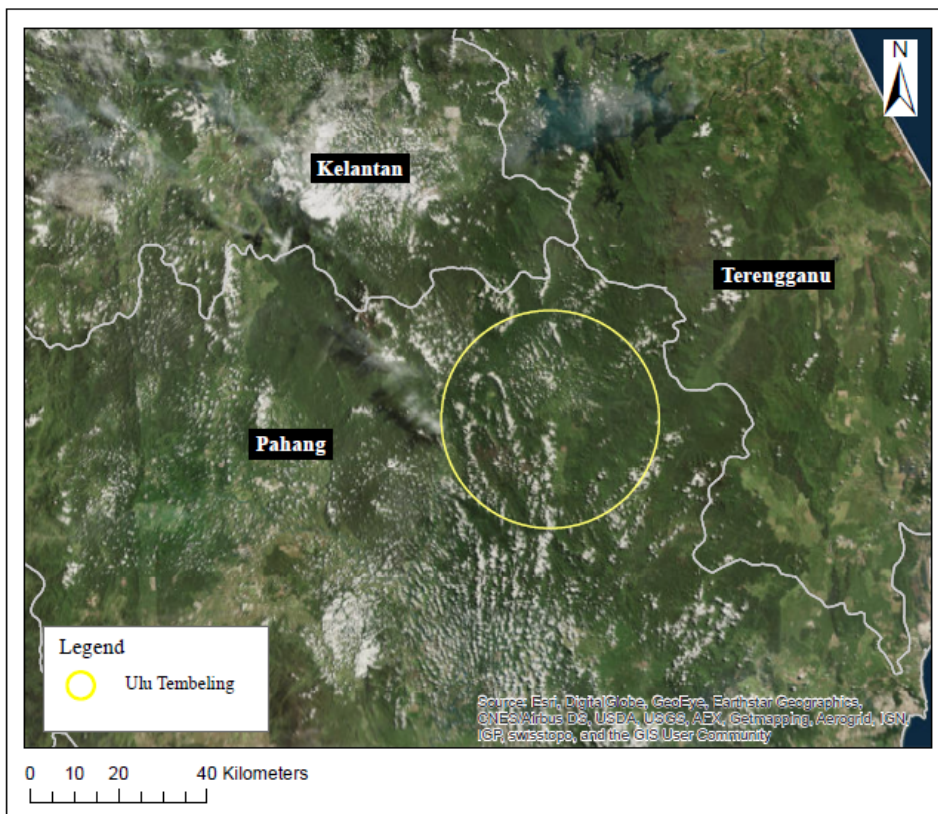 N
Kelantan
Terengganu
Pahang
Legend
Ulu Tembeling
Source: Esri, DigitalGlobe, GeoEye, Earthstar Geographics,
CNES/Airbus DS, USDA, USGS, AEX, Getmapping, Aerogrid, IGN,
IGP, swisstopo, and the GIS User Community
0 10 20 40 Kilometers